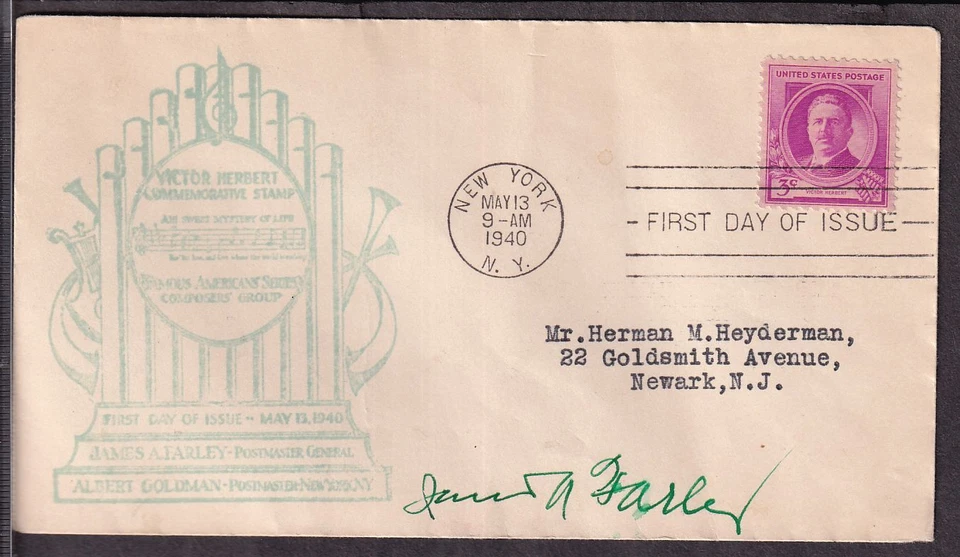 VICTOR HERBERT
COMMEMORATIVE STAMP
AH! SWEET MYSTERY OF LIFE
FAMOUS AMERICANS SERIES
COMPOSERS' GROUP
FIRST DAY OF ISSUE - MAY 13, 1940
JAMES A. FARLEY - POSTMASTER GENERAL
ALBERT GOLDMAN - POSTMASTER - NEW YORK, NY
NEW YORK
MAY 13
9-AM
1940
N. Y.
UNITED STATES POSTAGE
3¢
VICTOR HERBERT
FIRST DAY OF ISSUE
Mr.Herman M.Heyderman,
22 Goldsmith Avenue,
Newark,N.J.
James A Farley